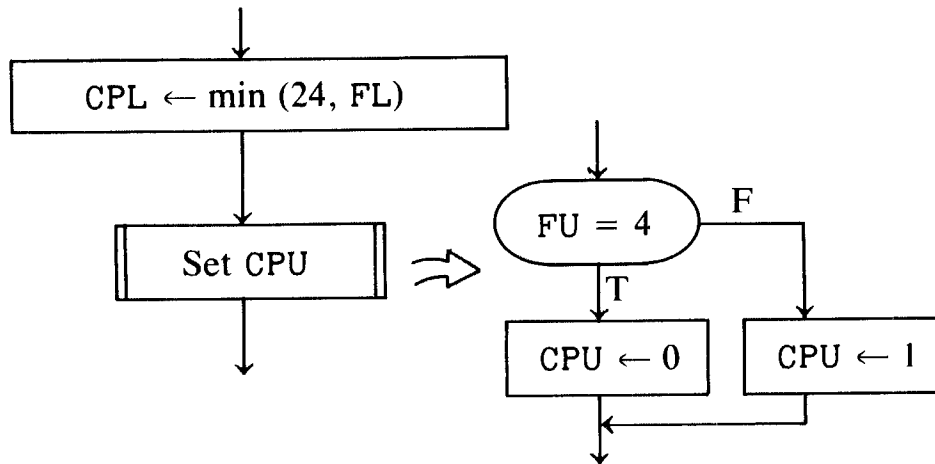 CPL ← min (24, FL)
Set CPU
FU = 4
F
T
CPU ← 0
CPU ← 1